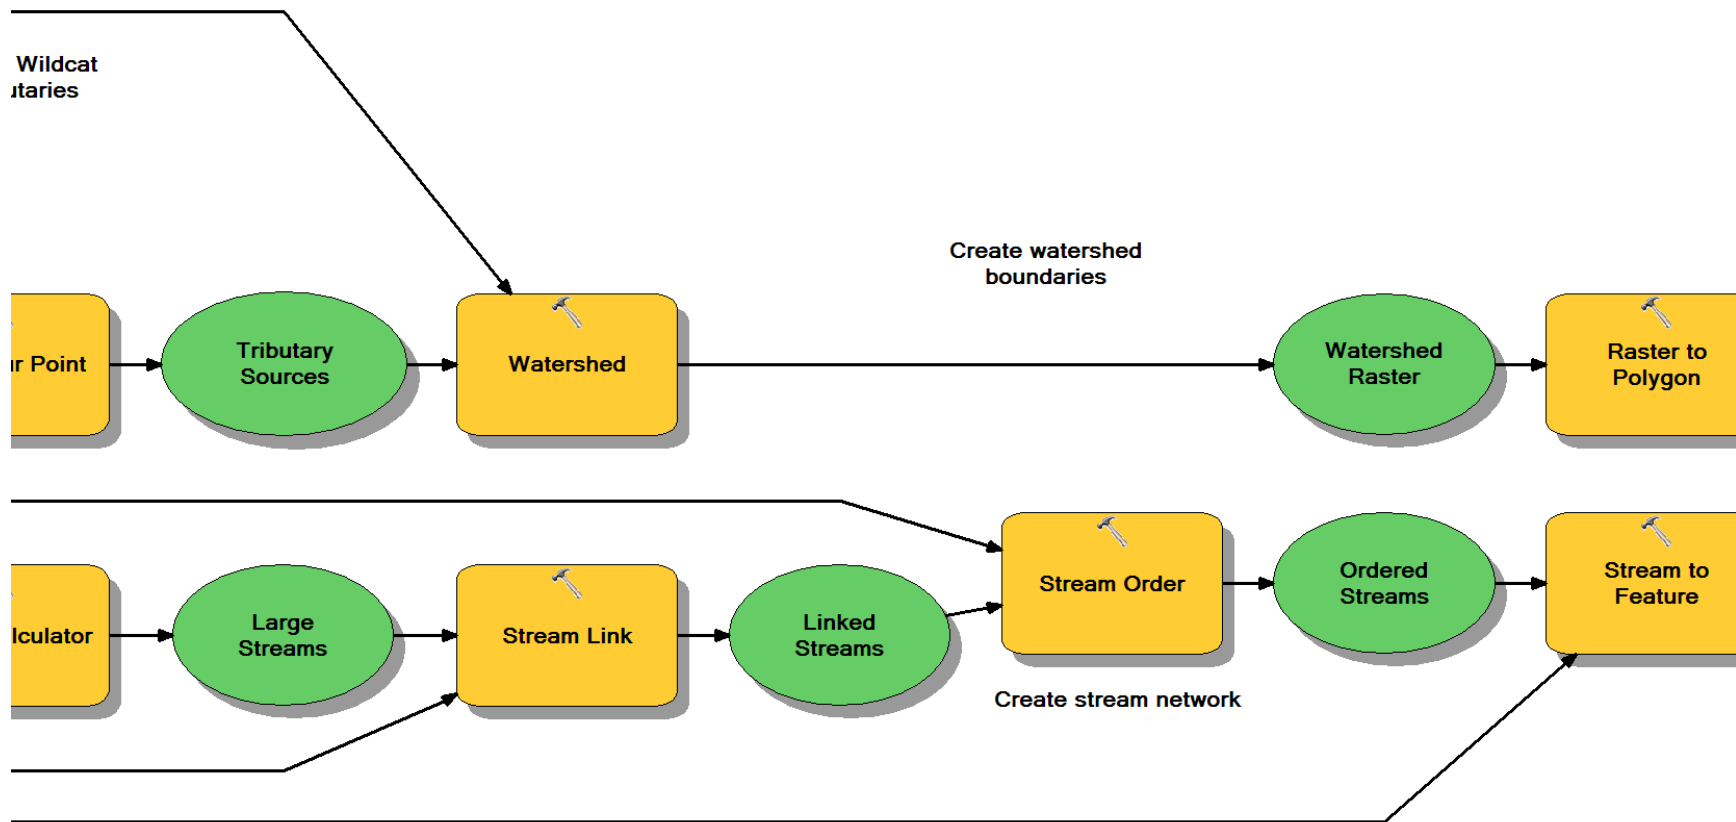 Wildcat
utaries
Create watershed
boundaries
ur Point
Tributary
Sources
Watershed
Watershed
Raster
Raster to
Polygon
lculator
Large
Streams
Stream Link
Linked
Streams
Stream Order
Ordered
Streams
Stream to
Feature
Create stream network